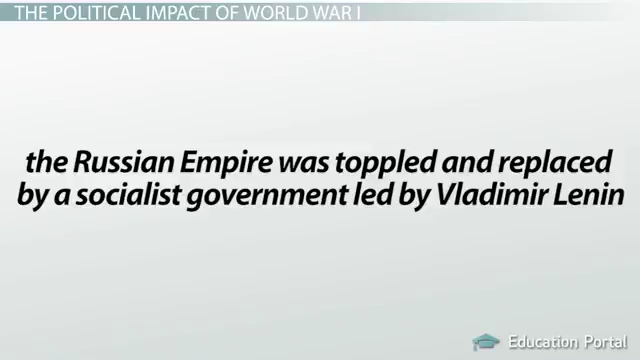 THE POLITICAL IMPACT OF WORLD WAR I
the Russian Empire was toppled and replaced
by a socialist government led by Vladimir Lenin
Education Portal